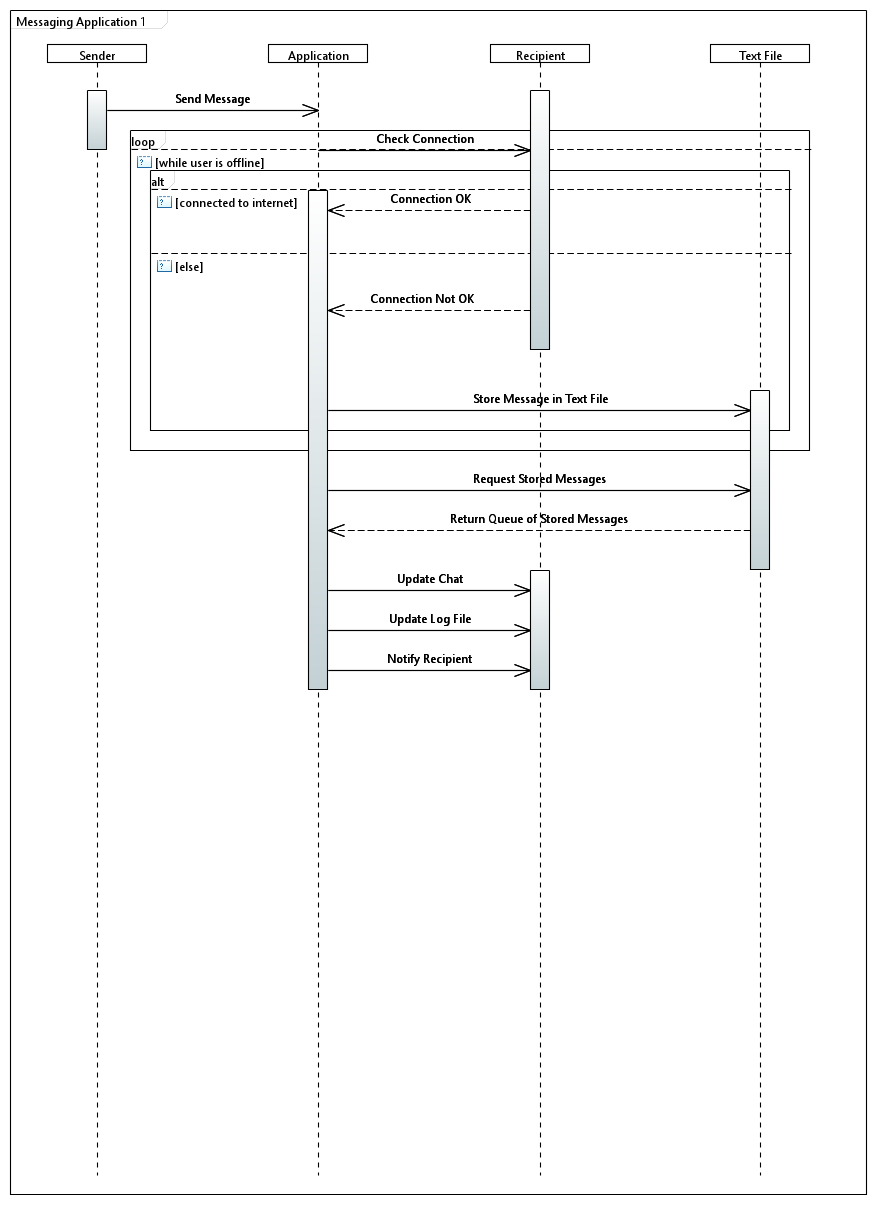 Messaging Application 1
Sender
Application
Recipient
Text File
Send Message
loop
Check Connection
[while user is offline]
alt
[connected to internet]
Connection OK
[else]
Connection Not OK
Store Message in Text File
Request Stored Messages
Return Queue of Stored Messages
Update Chat
Update Log File
Notify Recipient